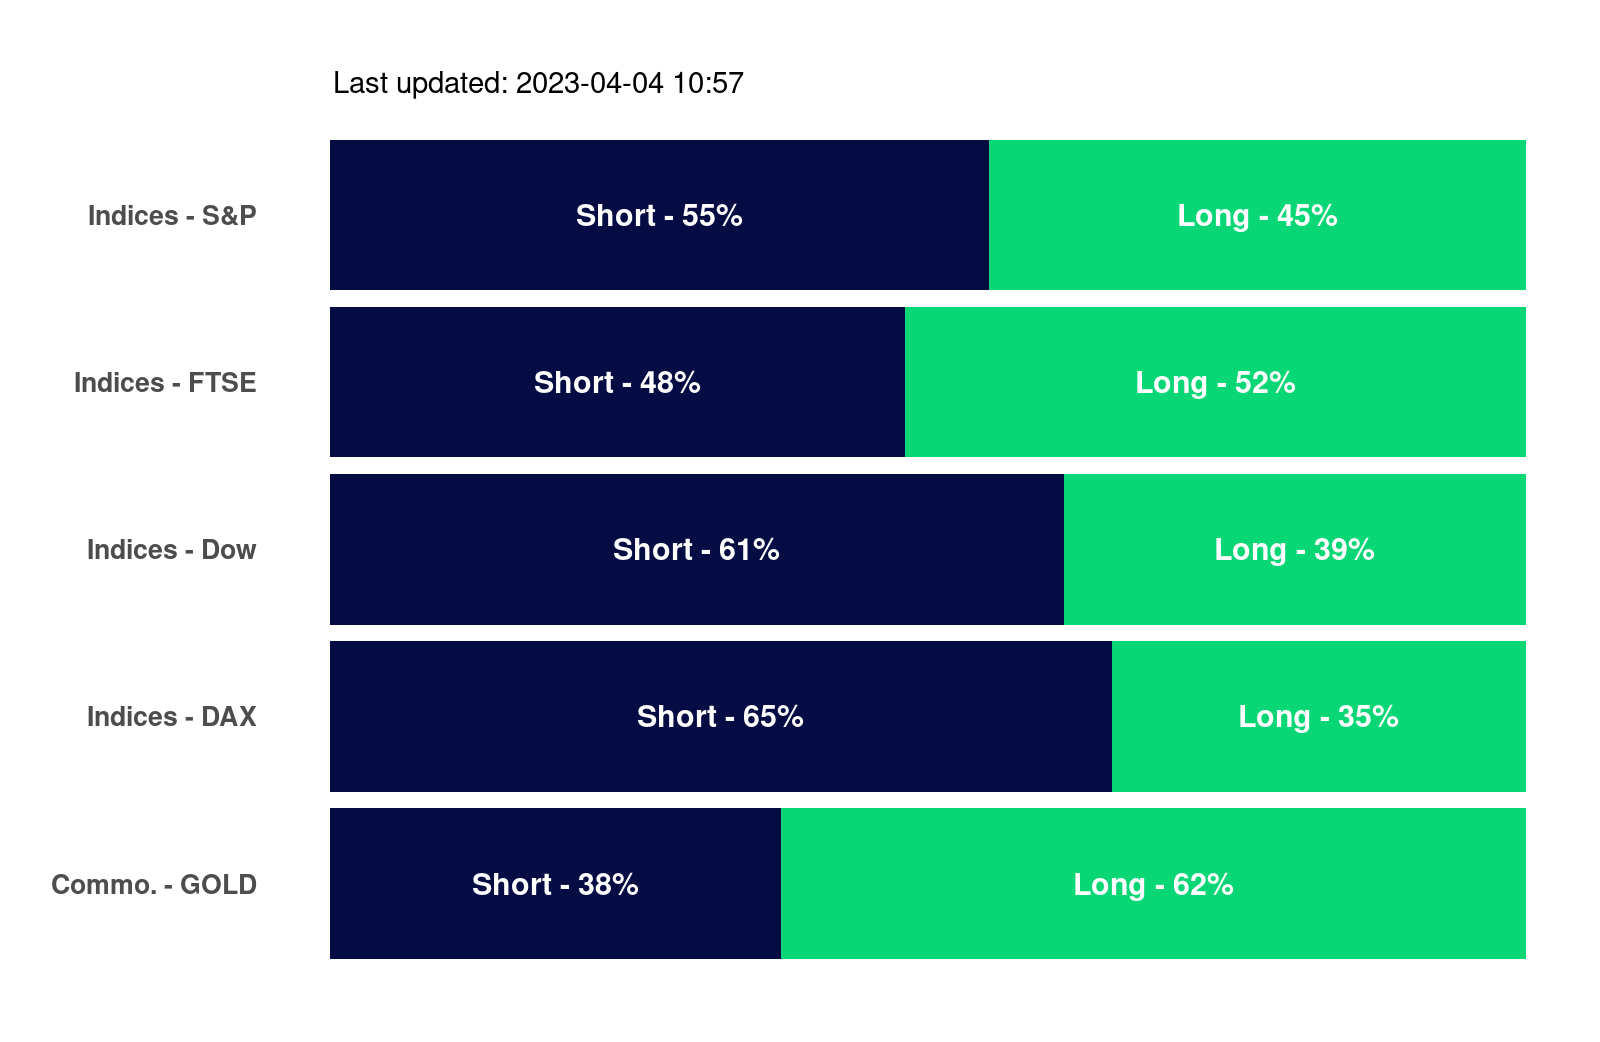 Last updated: 2023-04-04 10:57
Indices - S&P Short - 55% Long - 45%
Indices - FTSE Short - 48% Long - 52%
Indices - Dow Short - 61% Long - 39%
Indices - DAX Short - 65% Long - 35%
Commo. - GOLD Short - 38% Long - 62%